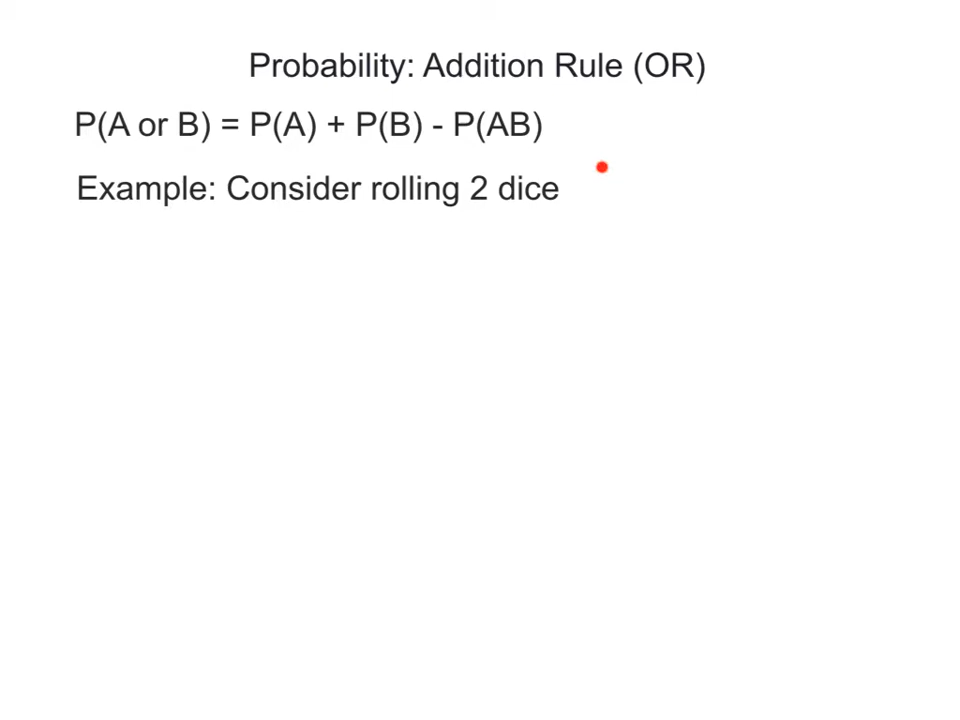 Probability: Addition Rule (OR)
P(A or B) = P(A) + P(B) - P(AB)
Example: Consider rolling 2 dice